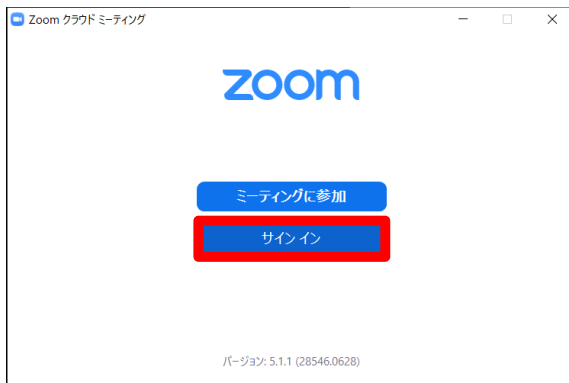 Zoom クラウド ミーティング
zoom
ミーティングに参加
サイン イン
バージョン: 5.1.1 (28546.0628)